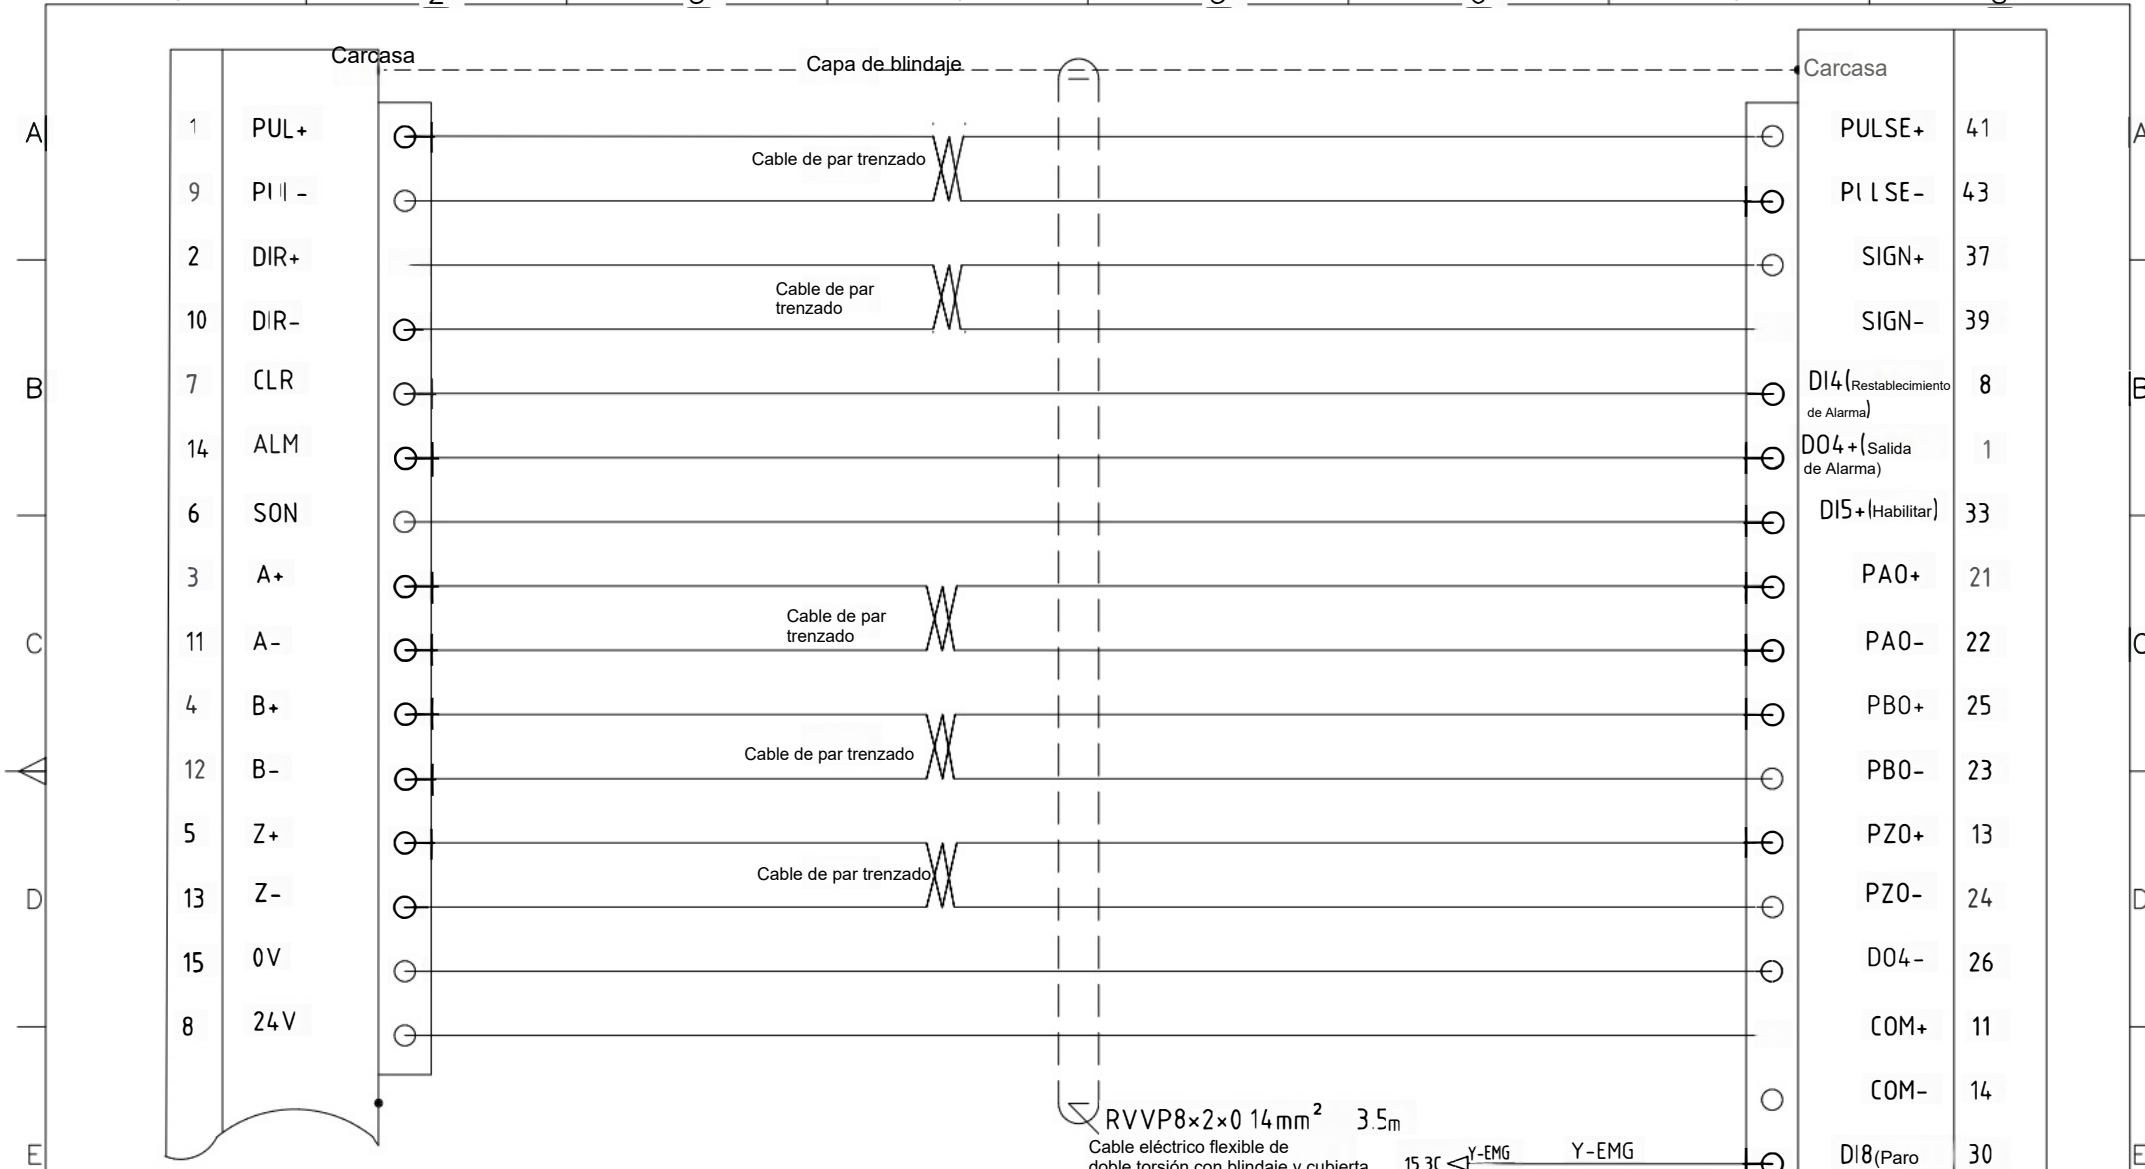 Carcasa
Capa de blindaje
Carcasa
A
1 PUL+
PULSE+ 41
Cable de par trenzado
9
43
2 DIR+
SIGN+ 37
Cable de par
trenzado
10 DIR-
SIGN- 39
B
7 CLR
DI4(Restablecimiento
de Alarma)
8
B
14 ALM
DO4+(Salida
de Alarma)
1
6 SON
DI5+(Habilitar) 33
3 A+
PAO+ 21
Cable de par
trenzado
C
11 A-
PAO- 22
4 B+
PBO+ 25
Cable de par trenzado
12 B-
PBO- 23
5 Z+
PZO+ 13
Cable de par trenzado
D
13 Z-
PZO- 24
15 0V
DO4- 26
8 24V
COM+ 11
COM- 14
RVVP8×2×0 14mm² 3.5m
Cable eléctrico flexible de
doble torsión con blindaje y cubierta
E
Y-EMG
Y-EMG
DI8(Paro
30